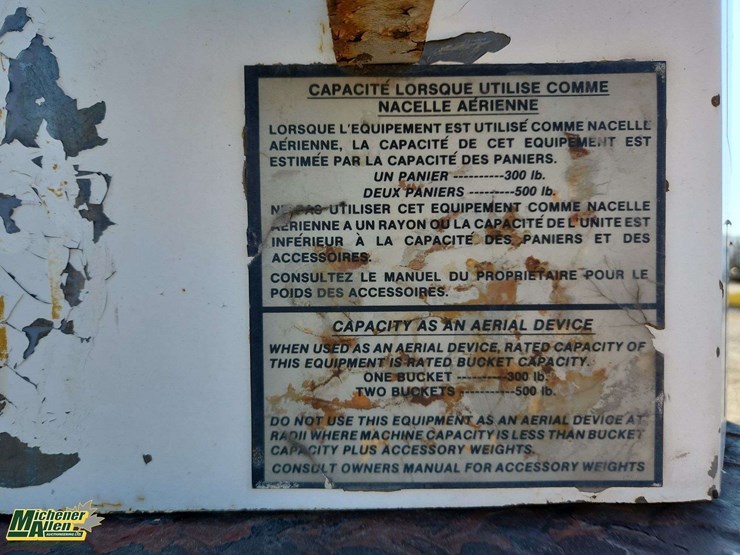 CAPACITÉ LORSQUE UTILISE COMME
NACELLE AÉRIENNE
LORSQUE L'EQUIPEMENT EST UTILISÉ COMME NACELLE
AÉRIENNE, LA CAPACITÉ DE CET EQUIPEMENT EST
ESTIMÉE PAR LA CAPACITÉ DES PANIERS.
UN PANIER ----------300 lb.
DEUX PANIERS ---------500 lb.
NE PAS UTILISER CET EQUIPEMENT COMME NACELLE
AERIENNE A UN RAYON OU LA CAPACITÉ DE L'UNITE EST
INFÉRIEUR À LA CAPACITÉ DES PANIERS ET DES
ACCESSOIRES.
CONSULTEZ LE MANUEL DU PROPRIÉTAIRE POUR LE
POIDS DES ACCESSOIRES.
CAPACITY AS AN AERIAL DEVICE
WHEN USED AS AN AERIAL DEVICE, RATED CAPACITY OF
THIS EQUIPMENT IS RATED BUCKET CAPACITY.
ONE BUCKET ----------300 lb.
TWO BUCKETS ----------500 lb.
DO NOT USE THIS EQUIPMENT AS AN AERIAL DEVICE AT
RADII WHERE MACHINE CAPACITY IS LESS THAN BUCKET
CAPACITY PLUS ACCESSORY WEIGHTS.
CONSULT OWNERS MANUAL FOR ACCESSORY WEIGHTS
MICHENER
ALLEN
AUCTIONEERING LTD.